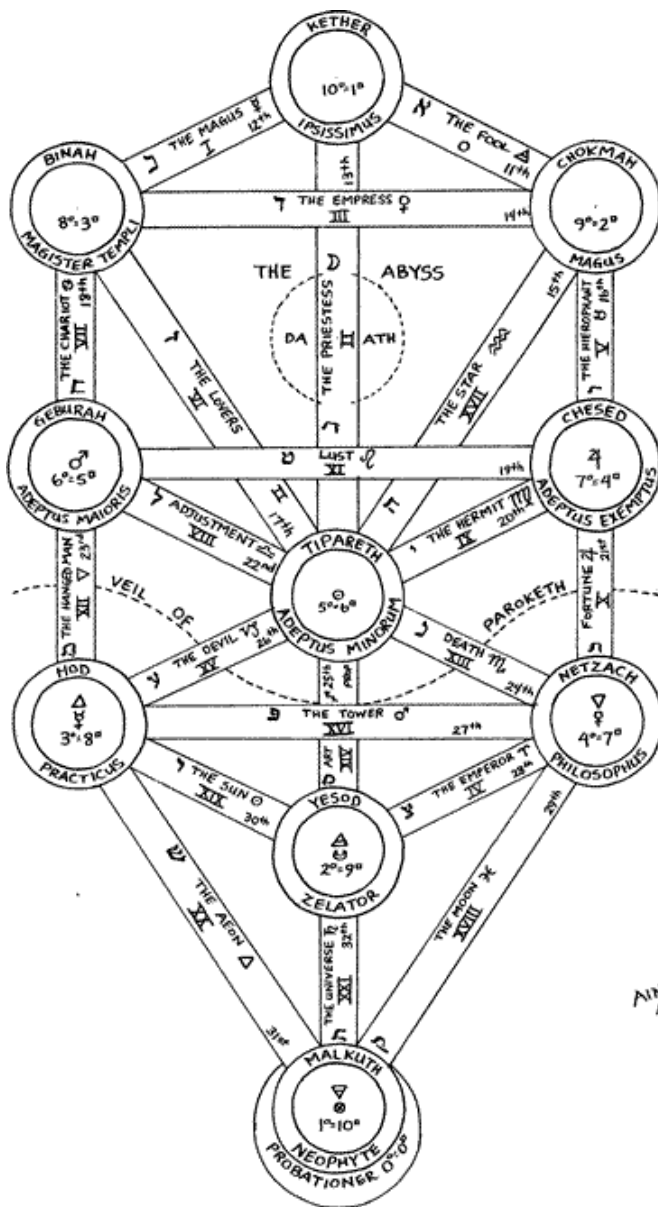 KETHER
10°=1°
IPSISSIMUS
THE MAGUS ☿
I
12th
א THE FOOL 🜁
0
11th
BINAH
8°=3°
MAGISTER TEMPLI
CHOKMAH
9°=2°
MAGUS
13th
THE EMPRESS ♀
III
14th
THE ☽ ABYSS
DA II ATH
THE PRIESTESS
THE CHARIOT ♋
VII
18th
THE LOVERS
VI
♊
17th
THE STAR ♒
XVII
15th
THE HIEROPHANT
V
♉ 16th
GEBURAH
♂
6°=5°
ADEPTUS MAIORIS
CHESED
♃
7°=4°
ADEPTUS EXEMPTUS
LUST ♌
XI
19th
ל ADJUSTMENT ♎
VIII
22nd
י THE HERMIT ♍
IX
20th
TIPARETH
☉
5°=6°
ADEPTUS MINORUM
THE HANGED MAN ▽
XII
23rd
FORTUNE ♃
X
21st
VEIL OF
PAROKETH
ע THE DEVIL ♑
XV
26th
DEATH ♏
XIII
24th
HOD
△
☿
3°=8°
PRACTICUS
NETZACH
▽
♀
4°=7°
PHILOSOPHUS
25th
ART
XIV
פ THE TOWER ♂
XVI
27th
THE SUN ☉
XIX
30th
THE EMPEROR ♈
IV
28th
YESOD
2°=9°
ZELATOR
ש THE AEON △
XX
31st
THE UNIVERSE ♄
XXI
32th
THE MOON ♓
XVIII
29th
MALKUTH
1°=10°
NEOPHYTE
PROBATIONER 0°=0°